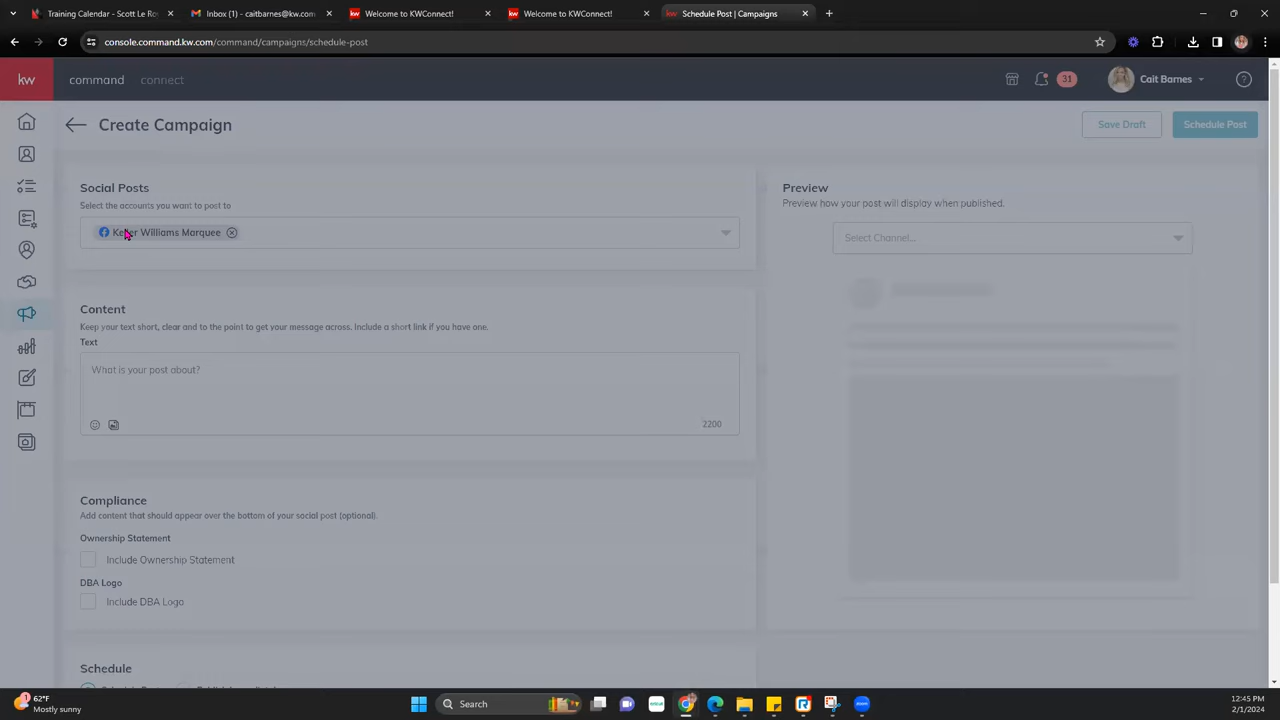 Training Calendar - Scott Le Ro
Inbox (1) - caitbarnes@kw.com
Welcome to KWConnect!
Welcome to KWConnect!
Schedule Post | Campaigns
console.command.kw.com/command/campaigns/schedule-post
kw
command
connect
31
Cait Barnes
Create Campaign
Save Draft
Schedule Post
Social Posts
Select the accounts you want to post to
Keller Williams Marquee
Preview
Preview how your post will display when published.
Select Channel...
Content
Keep your text short, clear and to the point to get your message across. Include a short link if you have one.
Text
What is your post about?
2200
Compliance
Add content that should appear over the bottom of your social post (optional).
Ownership Statement
Include Ownership Statement
DBA Logo
Include DBA Logo
Schedule
62°F
Mostly sunny
Search
12:45 PM
2/1/2024